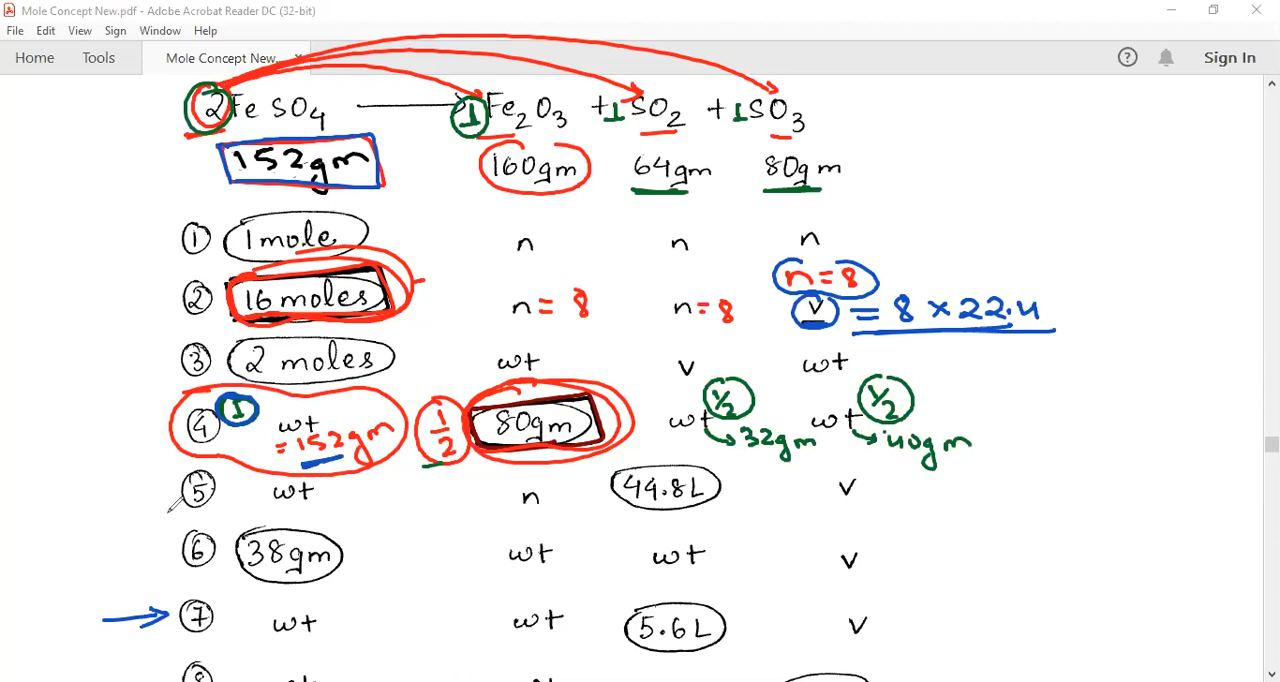 Mole Concept New.pdf - Adobe Acrobat Reader DC (32-bit)
File Edit View Sign Window Help
Home Tools Mole Concept New... × ? Sign In
2FeSO4 → 1Fe2O3 + 1SO2 + 1SO3
152gm 160gm 64gm 80gm
① 1mole n n n
n = 8
② 16 moles n = 8 n = 8 v = 8 × 22.4
③ 2 moles wt v wt
④ 1 wt = 152gm 1/2 80gm wt 1/2 → 32gm wt 1/2 → 40gm
⑤ wt n 44.8L v
⑥ 38gm wt wt v
→ ⑦ wt wt 5.6L v